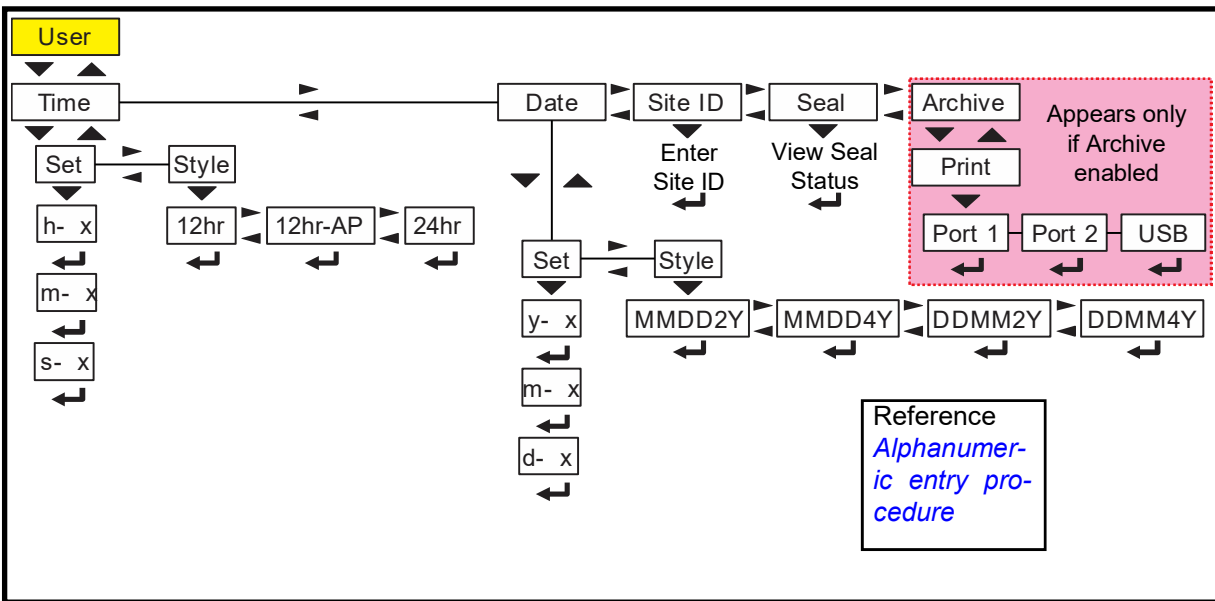 User
Time
Date
Site ID
Seal
Archive
Appears only
if Archive
enabled
Set
Style
Enter
Site ID
View Seal
Status
Print
h- x
12hr
12hr-AP
24hr
Port 1
Port 2
USB
m- x
Set
Style
s- x
y- x
MMDD2Y
MMDD4Y
DDMM2Y
DDMM4Y
m- x
d- x
Reference
Alphanumer-
ic entry pro-
cedure